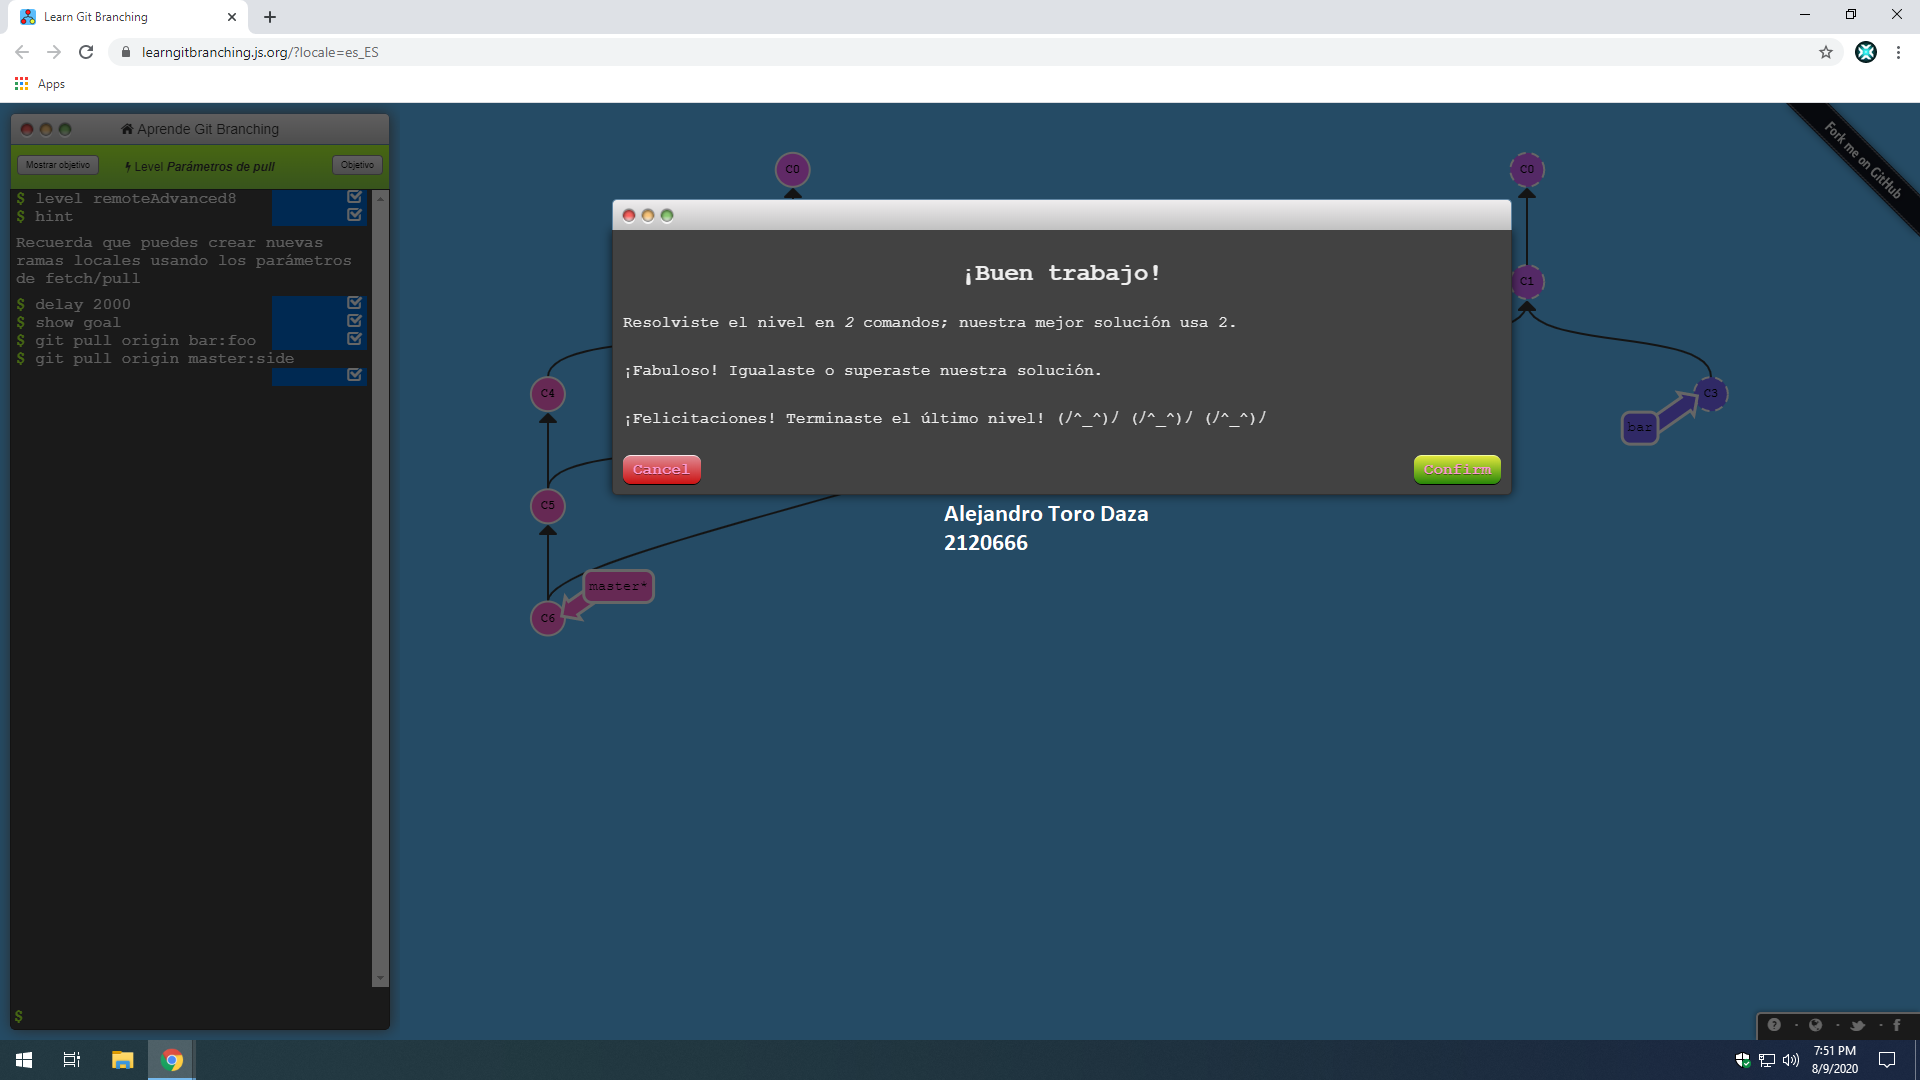 Learn Git Branching
learngitbranching.js.org/?locale=es_ES
Apps
Aprende Git Branching
Mostrar objetivo
Level Parámetros de pull
Objetivo
$ level remoteAdvanced8
$ hint
Recuerda que puedes crear nuevas
ramas locales usando los parámetros
de fetch/pull
$ delay 2000
$ show goal
$ git pull origin bar:foo
$ git pull origin master:side
$
C0
C4
C5
C6
master*
¡Buen trabajo!
Resolviste el nivel en 2 comandos; nuestra mejor solución usa 2.
¡Fabuloso! Igualaste o superaste nuestra solución.
¡Felicitaciones! Terminaste el último nivel! (/^_^)/ (/^_^)/ (/^_^)/
Cancel
Confirm
Alejandro Toro Daza
2120666
C0
C1
C3
bar
Fork me on GitHub
7:51 PM
8/9/2020